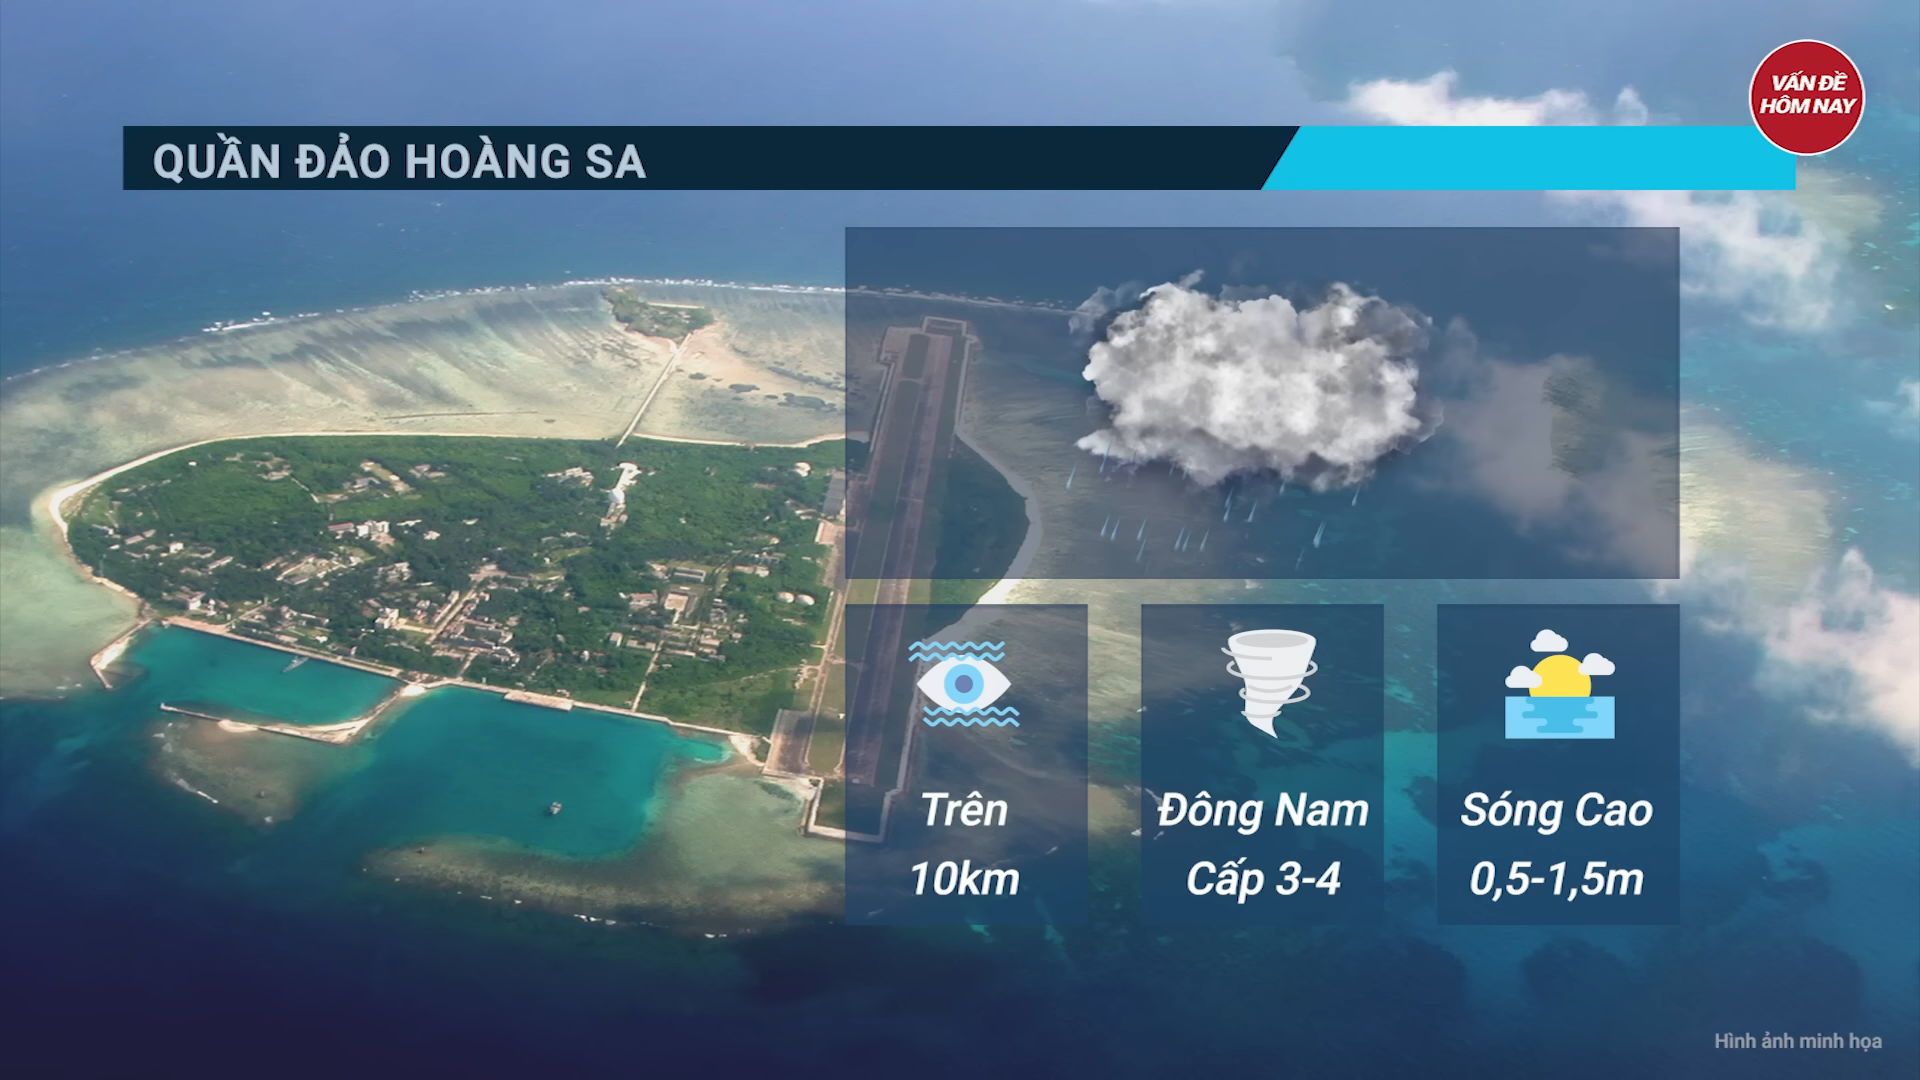 VẤN ĐỀ
HÔM NAY
QUẦN ĐẢO HOÀNG SA
Trên
10km
Đông Nam
Cấp 3-4
Sóng Cao
0,5-1,5m
Hình ảnh minh họa